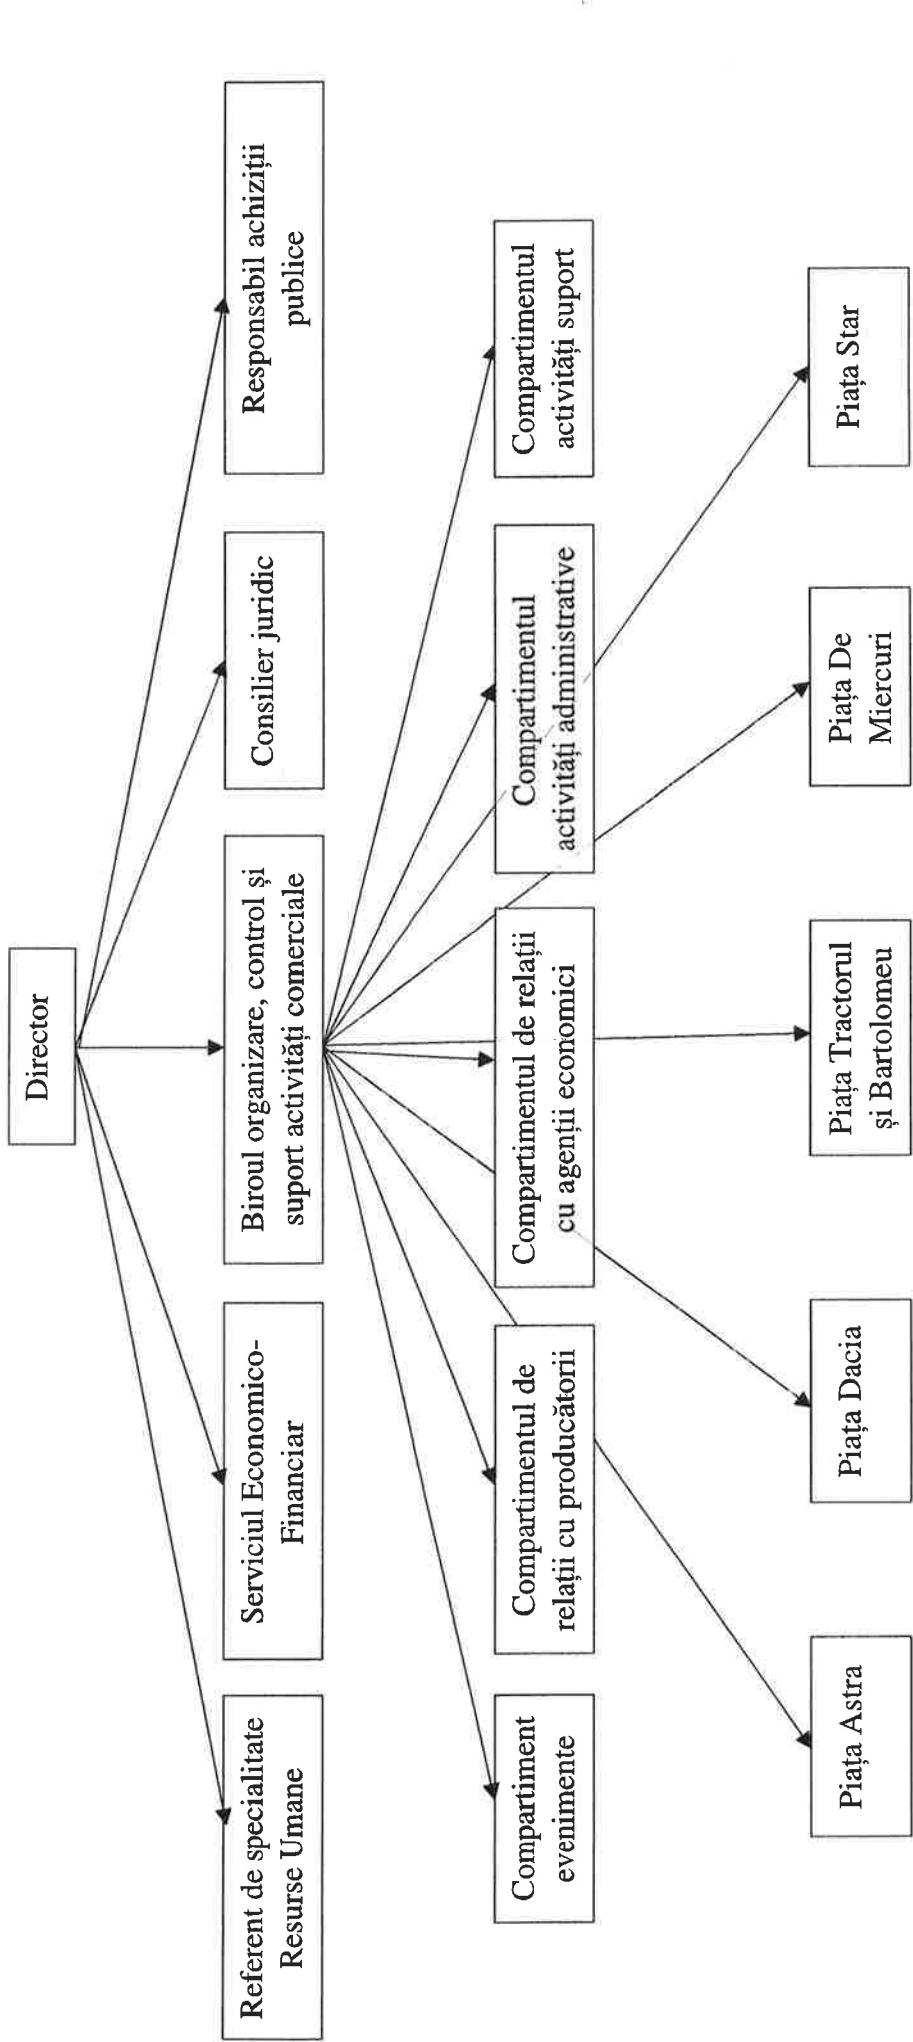 Director
Referent de specialitate
Resurse Umane
Serviciul Economico-
Financiar
Biroul organizare, control și
suport activități comerciale
Consilier juridic
Responsabil achiziții
publice
Compartiment
evenimente
Compartimentul de
relații cu producătorii
Compartimentul de relații
cu agenții economici
Compartimentul
activități administrative
Compartimentul
activități suport
Piața Astra
Piața Dacia
Piața Tractorul
și Bartolomeu
Piața De
Miercuri
Piața Star